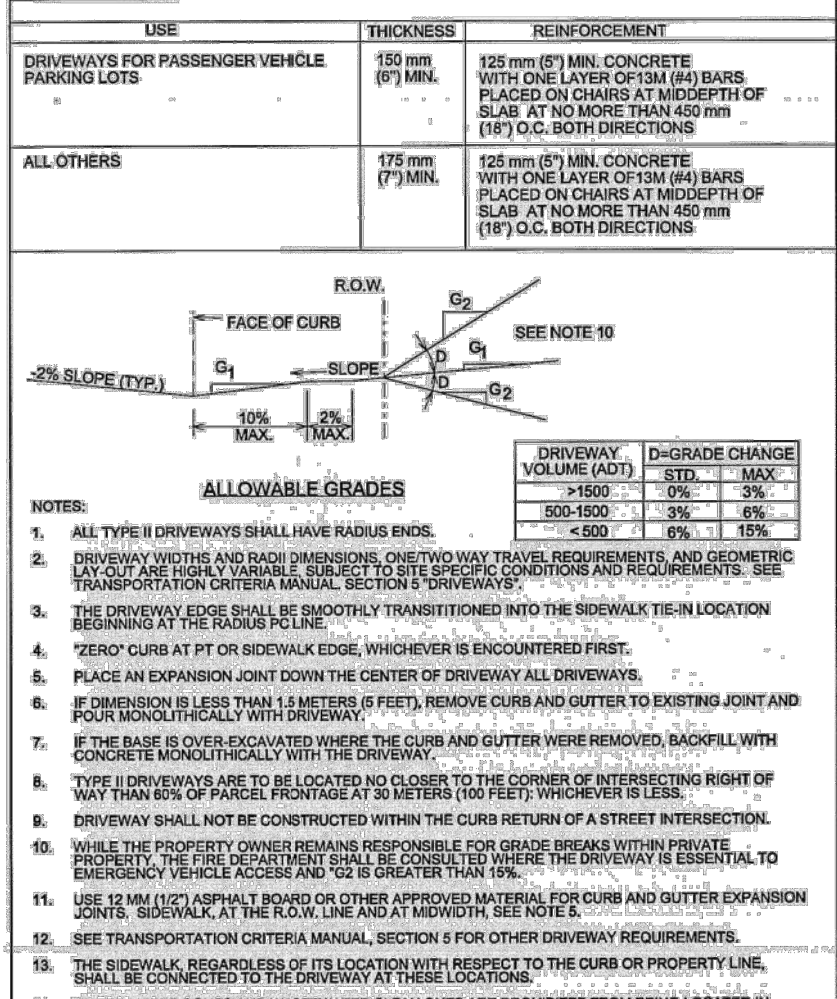 USE THICKNESS REINFORCEMENT
DRIVEWAYS FOR PASSENGER VEHICLE
PARKING LOTS
150 mm
(6") MIN.
125 mm (5") MIN. CONCRETE
WITH ONE LAYER OF13M (#4) BARS
PLACED ON CHAIRS AT MIDDEPTH OF
SLAB AT NO MORE THAN 450 mm
(18") O.C. BOTH DIRECTIONS
ALL OTHERS
175 mm
(7") MIN.
125 mm (5") MIN. CONCRETE
WITH ONE LAYER OF13M (#4) BARS
PLACED ON CHAIRS AT MIDDEPTH OF
SLAB AT NO MORE THAN 450 mm
(18") O.C. BOTH DIRECTIONS
R.O.W.
FACE OF CURB
G2
SEE NOTE 10
G1
SLOPE
D
G1
-2% SLOPE (TYP.)
D
G2
10%
MAX.
2%
MAX.
DRIVEWAY
VOLUME (ADT)
D=GRADE CHANGE
STD. MAX
>1500 0% 3%
500-1500 3% 6%
<500 6% 15%
ALLOWABLE GRADES
NOTES:
1. ALL TYPE II DRIVEWAYS SHALL HAVE RADIUS ENDS.
2. DRIVEWAY WIDTHS AND RADII DIMENSIONS, ONE/TWO WAY TRAVEL REQUIREMENTS, AND GEOMETRIC
LAY-OUT ARE HIGHLY VARIABLE, SUBJECT TO SITE SPECIFIC CONDITIONS AND REQUIREMENTS. SEE
TRANSPORTATION CRITERIA MANUAL, SECTION 5 "DRIVEWAYS".
3. THE DRIVEWAY EDGE SHALL BE SMOOTHLY TRANSITITIONED INTO THE SIDEWALK TIE-IN LOCATION
BEGINNING AT THE RADIUS PC LINE.
4. "ZERO" CURB AT PT OR SIDEWALK EDGE, WHICHEVER IS ENCOUNTERED FIRST.
5. PLACE AN EXPANSION JOINT DOWN THE CENTER OF DRIVEWAY ALL DRIVEWAYS.
6. IF DIMENSION IS LESS THAN 1.5 METERS (5 FEET), REMOVE CURB AND GUTTER TO EXISTING JOINT AND
POUR MONOLITHICALLY WITH DRIVEWAY.
7. IF THE BASE IS OVER-EXCAVATED WHERE THE CURB AND GUTTER WERE REMOVED, BACKFILL WITH
CONCRETE MONOLITHICALLY WITH THE DRIVEWAY.
8. TYPE II DRIVEWAYS ARE TO BE LOCATED NO CLOSER TO THE CORNER OF INTERSECTING RIGHT OF
WAY THAN 60% OF PARCEL FRONTAGE AT 30 METERS (100 FEET): WHICHEVER IS LESS.
9. DRIVEWAY SHALL NOT BE CONSTRUCTED WITHIN THE CURB RETURN OF A STREET INTERSECTION.
10. WHILE THE PROPERTY OWNER REMAINS RESPONSIBLE FOR GRADE BREAKS WITHIN PRIVATE
PROPERTY, THE FIRE DEPARTMENT SHALL BE CONSULTED WHERE THE DRIVEWAY IS ESSENTIAL TO
EMERGENCY VEHICLE ACCESS AND "G2 IS GREATER THAN 15%.
11. USE 12 MM (1/2") ASPHALT BOARD OR OTHER APPROVED MATERIAL FOR CURB AND GUTTER EXPANSION
JOINTS. SIDEWALK, AT THE R.O.W. LINE AND AT MIDWIDTH, SEE NOTE 5.
12. SEE TRANSPORTATION CRITERIA MANUAL, SECTION 5 FOR OTHER DRIVEWAY REQUIREMENTS.
13. THE SIDEWALK, REGARDLESS OF ITS LOCATION WITH RESPECT TO THE CURB OR PROPERTY LINE,
SHALL BE CONNECTED TO THE DRIVEWAY AT THESE LOCATIONS.